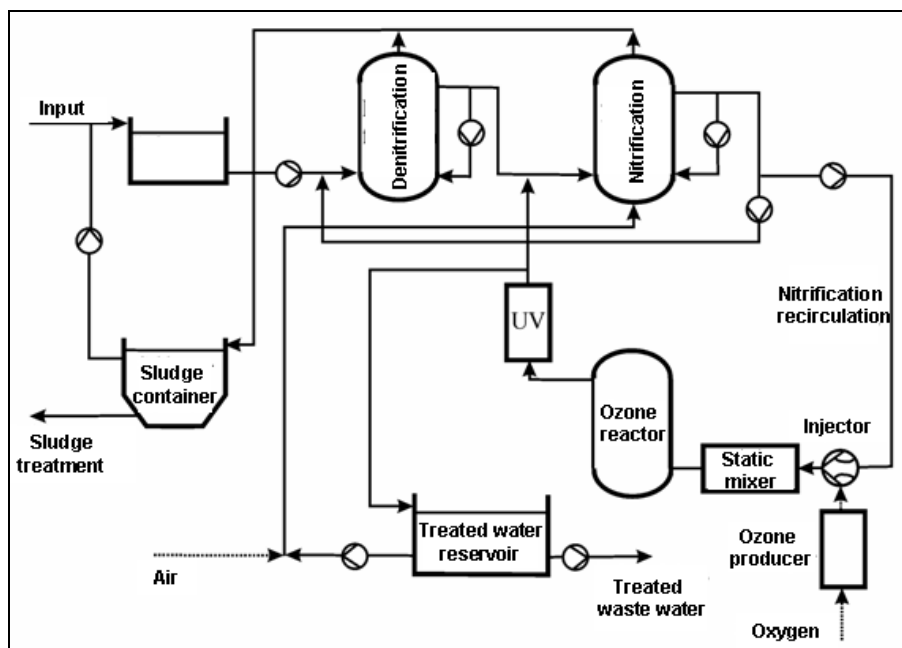 Input
Denitrification
Nitrification
Nitrification
recirculation
UV
Sludge
container
Sludge
treatment
Ozone
reactor
Injector
Static
mixer
Treated water
reservoir
Ozone
producer
Air
Treated
waste water
Oxygen